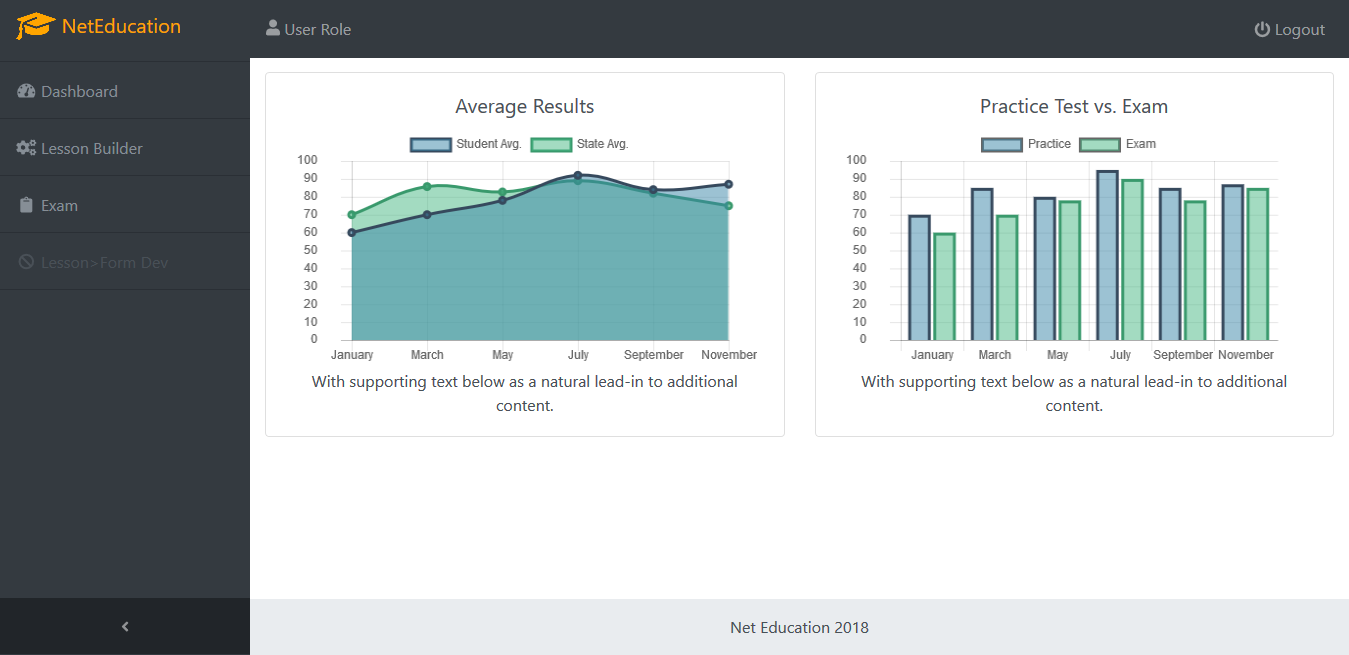 NetEducation
User Role
Logout
Dashboard
Lesson Builder
Exam
Lesson>Form Dev
Average Results
Student Avg. State Avg.
100
90
80
70
60
50
40
30
20
10
0
January March May July September November
With supporting text below as a natural lead-in to additional
content.
Practice Test vs. Exam
Practice Exam
100
90
80
70
60
50
40
30
20
10
0
January March May July September November
With supporting text below as a natural lead-in to additional
content.
Net Education 2018